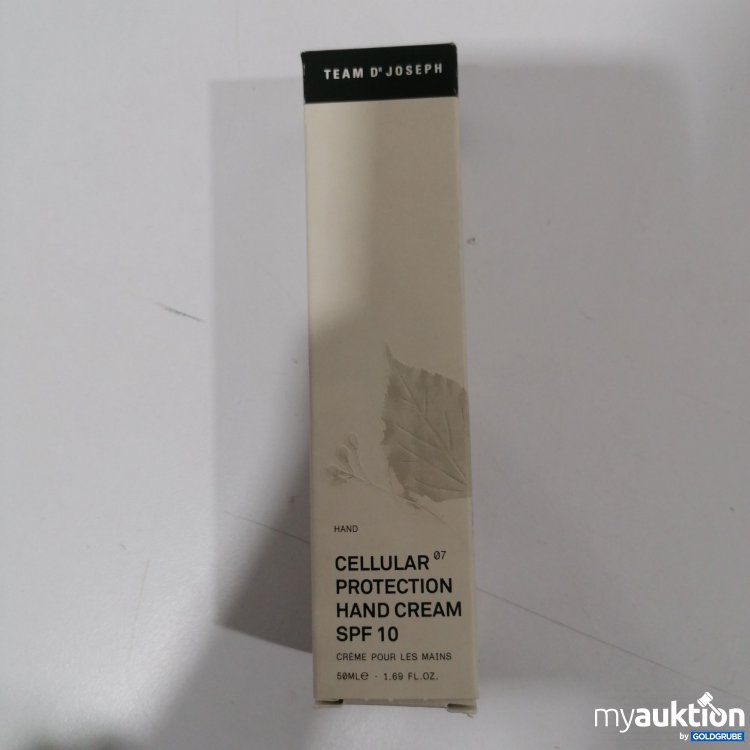 TEAM Dᴿ JOSEPH
HAND
CELLULAR ⁰⁷
PROTECTION
HAND CREAM
SPF 10
CRÈME POUR LES MAINS
50ML℮ · 1.69 FL.OZ.
myauktion
by GOLDGRUBE